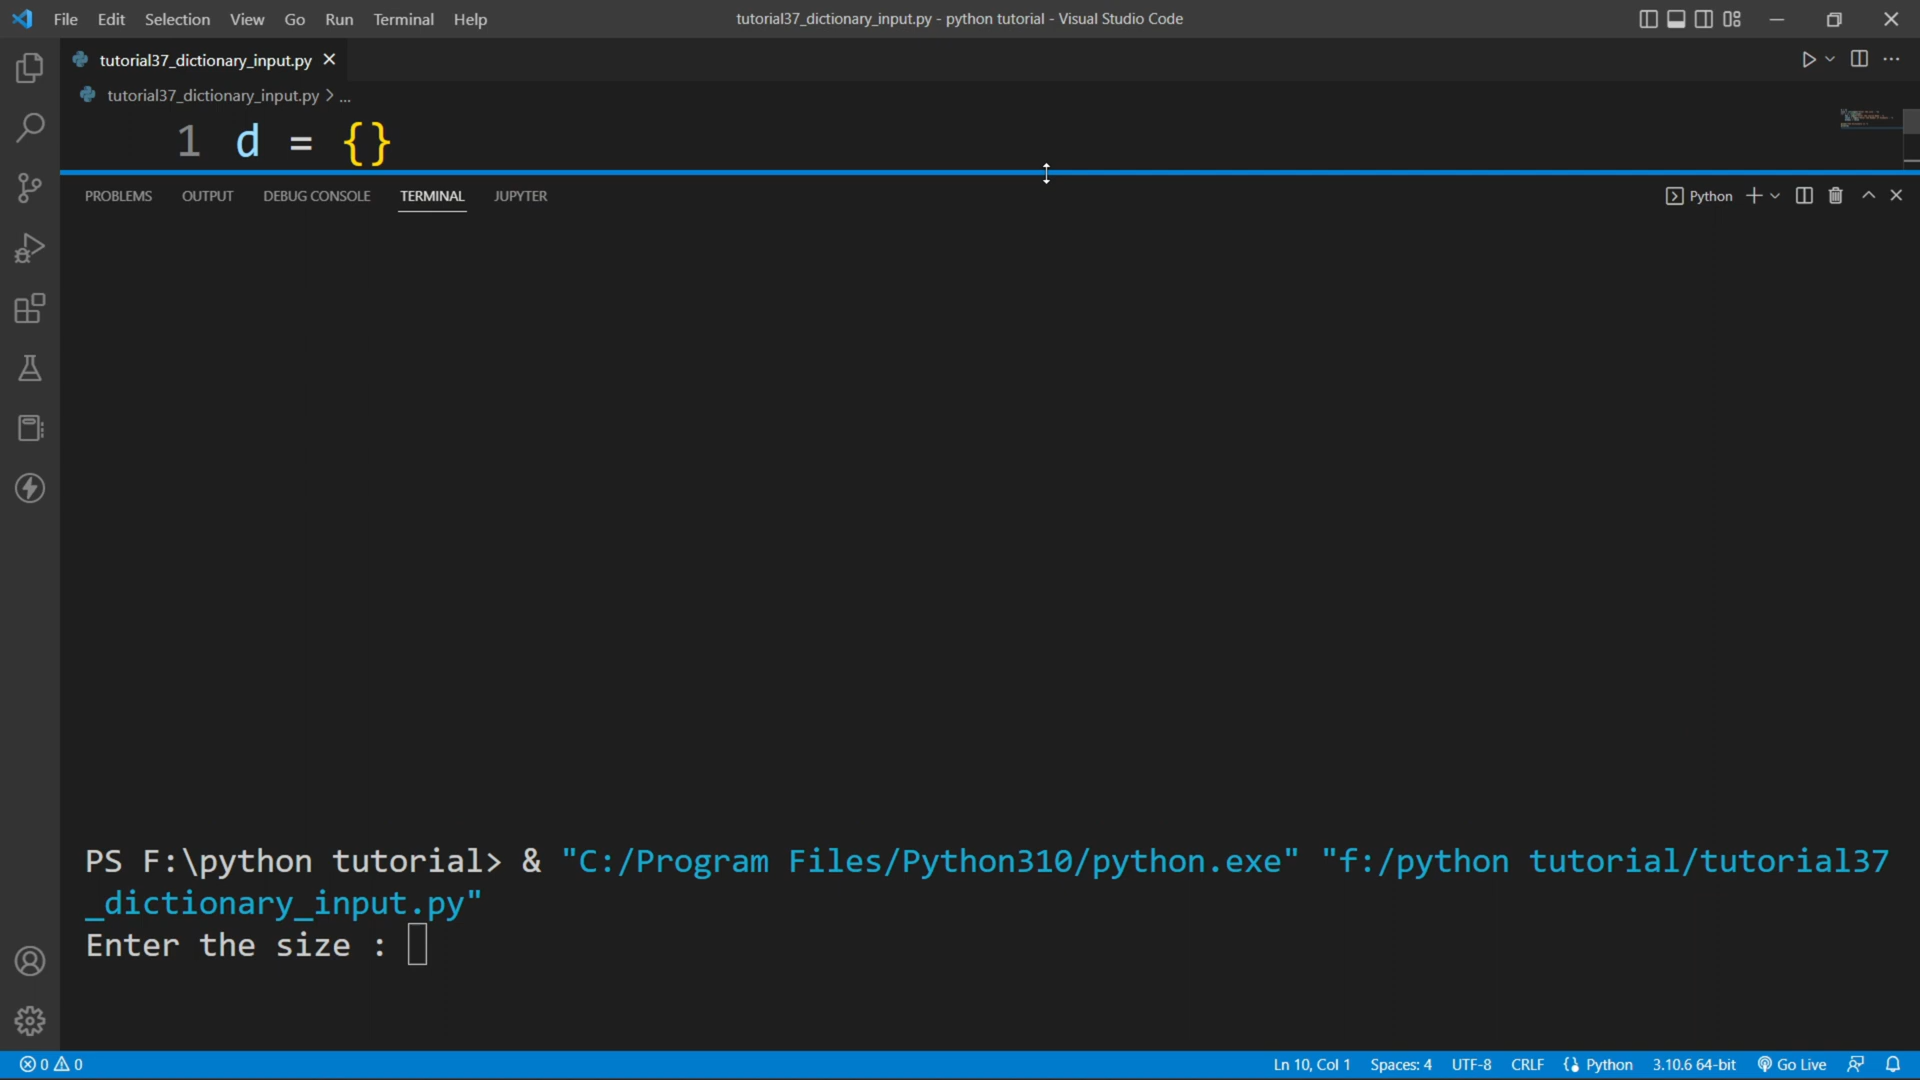 File Edit Selection View Go Run Terminal Help
tutorial37_dictionary_input.py - python tutorial - Visual Studio Code
tutorial37_dictionary_input.py
tutorial37_dictionary_input.py > ...
1 d = {}
PROBLEMS OUTPUT DEBUG CONSOLE TERMINAL JUPYTER
Python
PS F:\python tutorial> & "C:/Program Files/Python310/python.exe" "f:/python tutorial/tutorial37
_dictionary_input.py"
Enter the size :
0 0
Ln 10, Col 1 Spaces: 4 UTF-8 CRLF Python 3.10.6 64-bit Go Live